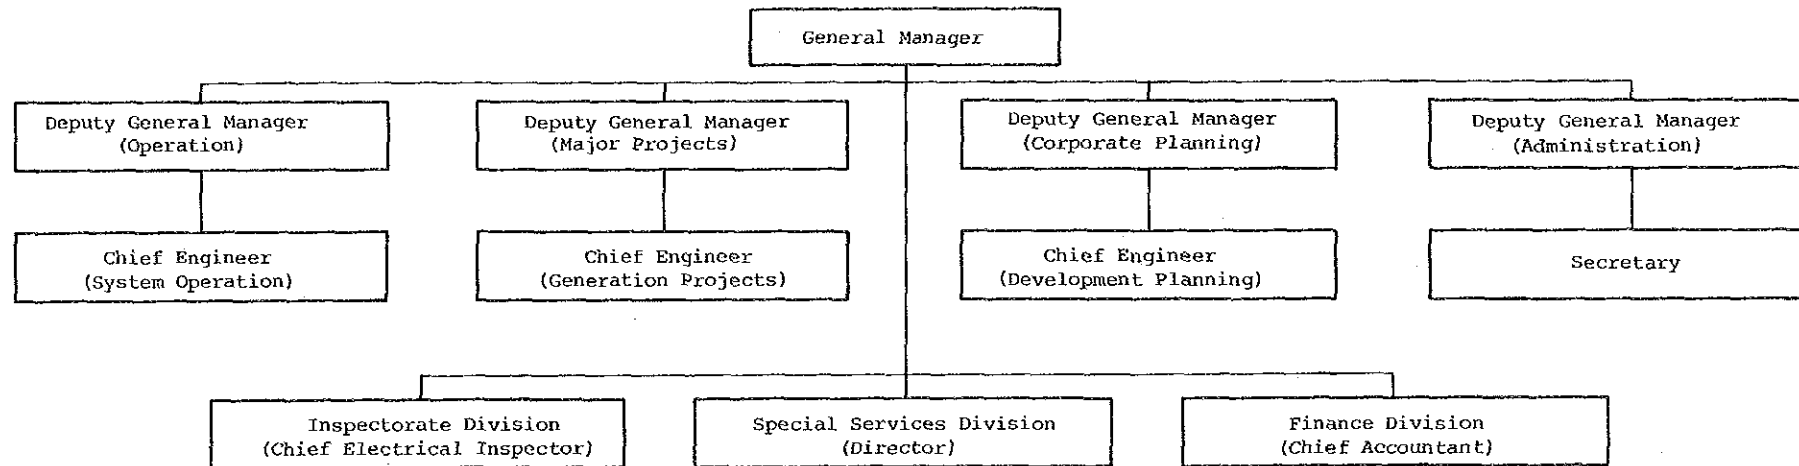 General Manager
Deputy General Manager
(Operation)
Deputy General Manager
(Major Projects)
Deputy General Manager
(Corporate Planning)
Deputy General Manager
(Administration)
Chief Engineer
(System Operation)
Chief Engineer
(Generation Projects)
Chief Engineer
(Development Planning)
Secretary
Inspectorate Division
(Chief Electrical Inspector)
Special Services Division
(Director)
Finance Division
(Chief Accountant)